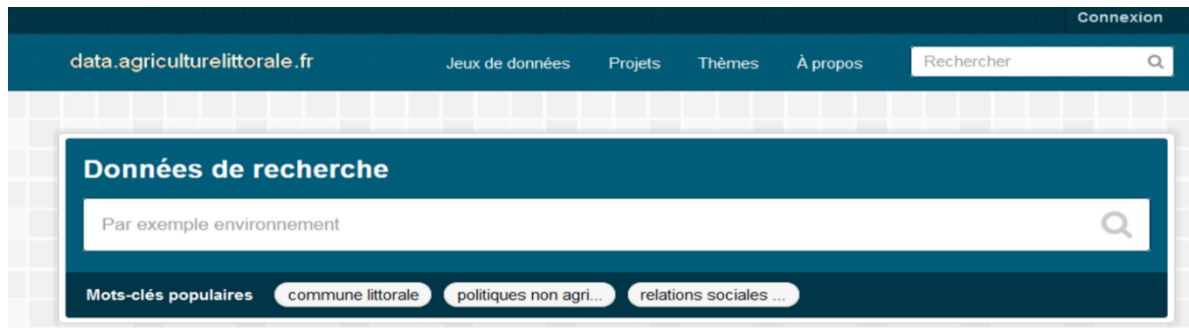 Connexion
data.agriculturelittorale.fr Jeux de données Projets Thèmes À propos Rechercher
Données de recherche
Par exemple environnement
Mots-clés populaires commune littorale politiques non agri... relations sociales ...